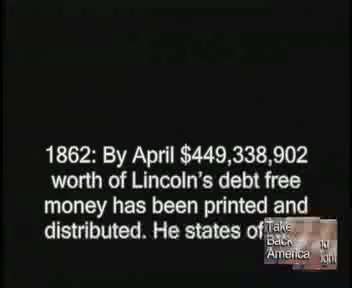 1862: By April $449,338,902
worth of Lincoln's debt free
money has been printed and
distributed. He states of
Take
Back
America